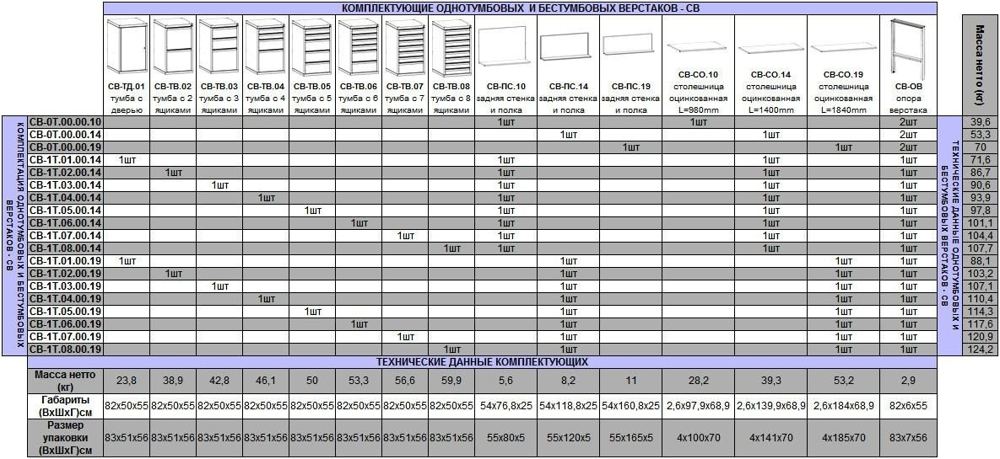 КОМПЛЕКТУЮЩИЕ ОДНОТУМБОВЫХ И БЕСТУМБОВЫХ ВЕРСТАКОВ - СВ
СВ-ТД.01 тумба с дверью
СВ-ТВ.02 тумба с 2 ящиками
СВ-ТВ.03 тумба с 3 ящиками
СВ-ТВ.04 тумба с 4 ящиками
СВ-ТВ.05 тумба с 5 ящиками
СВ-ТВ.06 тумба с 6 ящиками
СВ-ТВ.07 тумба с 7 ящиками
СВ-ТВ.08 тумба с 8 ящиками
СВ-ПС.10 задняя стенка и полка
СВ-ПС.14 задняя стенка и полка
СВ-ПС.19 задняя стенка и полка
СВ-СО.10 столешница оцинкованная L=980mm
СВ-СО.14 столешница оцинкованная L=1400mm
СВ-СО.19 столешница оцинкованная L=1840mm
СВ-ОВ опора верстака
Масса нетто (кг)
КОМПЛЕКТАЦИЯ ОДНОТУМБОВЫХ И БЕСТУМБОВЫХ ВЕРСТАКОВ - СВ
СВ-0Т.00.00.10 1шт 1шт 2шт 39,6
СВ-0Т.00.00.14 1шт 1шт 2шт 53,3
СВ-0Т.00.00.19 1шт 1шт 2шт 70
СВ-1Т.01.00.14 1шт 1шт 1шт 1шт 71,6
СВ-1Т.02.00.14 1шт 1шт 1шт 1шт 86,7
СВ-1Т.03.00.14 1шт 1шт 1шт 1шт 90,6
СВ-1Т.04.00.14 1шт 1шт 1шт 1шт 93,9
СВ-1Т.05.00.14 1шт 1шт 1шт 1шт 97,8
СВ-1Т.06.00.14 1шт 1шт 1шт 1шт 101,1
СВ-1Т.07.00.14 1шт 1шт 1шт 1шт 104,4
СВ-1Т.08.00.14 1шт 1шт 1шт 1шт 107,7
СВ-1Т.01.00.19 1шт 1шт 1шт 1шт 88,1
СВ-1Т.02.00.19 1шт 1шт 1шт 1шт 103,2
СВ-1Т.03.00.19 1шт 1шт 1шт 1шт 107,1
СВ-1Т.04.00.19 1шт 1шт 1шт 1шт 110,4
СВ-1Т.05.00.19 1шт 1шт 1шт 1шт 114,3
СВ-1Т.06.00.19 1шт 1шт 1шт 1шт 117,6
СВ-1Т.07.00.19 1шт 1шт 1шт 1шт 120,9
СВ-1Т.08.00.19 1шт 1шт 1шт 1шт 124,2
ТЕХНИЧЕСКИЕ ДАННЫЕ ОДНОТУМБОВЫХ И БЕСТУМБОВЫХ ВЕРСТАКОВ - СВ
ТЕХНИЧЕСКИЕ ДАННЫЕ КОМПЛЕКТУЮЩИХ
Масса нетто (кг) 23,8 38,9 42,8 46,1 50 53,3 56,6 59,9 5,6 8,2 11 28,2 39,3 53,2 2,9
Габариты (ВхШхГ)см 82х50х55 82х50х55 82х50х55 82х50х55 82х50х55 82х50х55 82х50х55 82х50х55 54х76,8х25 54х118,8х25 54х160,8х25 2,6х97,9х68,9 2,6х139,9х68,9 2,6х184х68,9 82х6х55
Размер упаковки (ВхШхГ)см 83х51х56 83х51х56 83х51х56 83х51х56 83х51х56 83х51х56 83х51х56 83х51х56 55х80х5 55х120х5 55х165х5 4х100х70 4х141х70 4х185х70 83х7х56